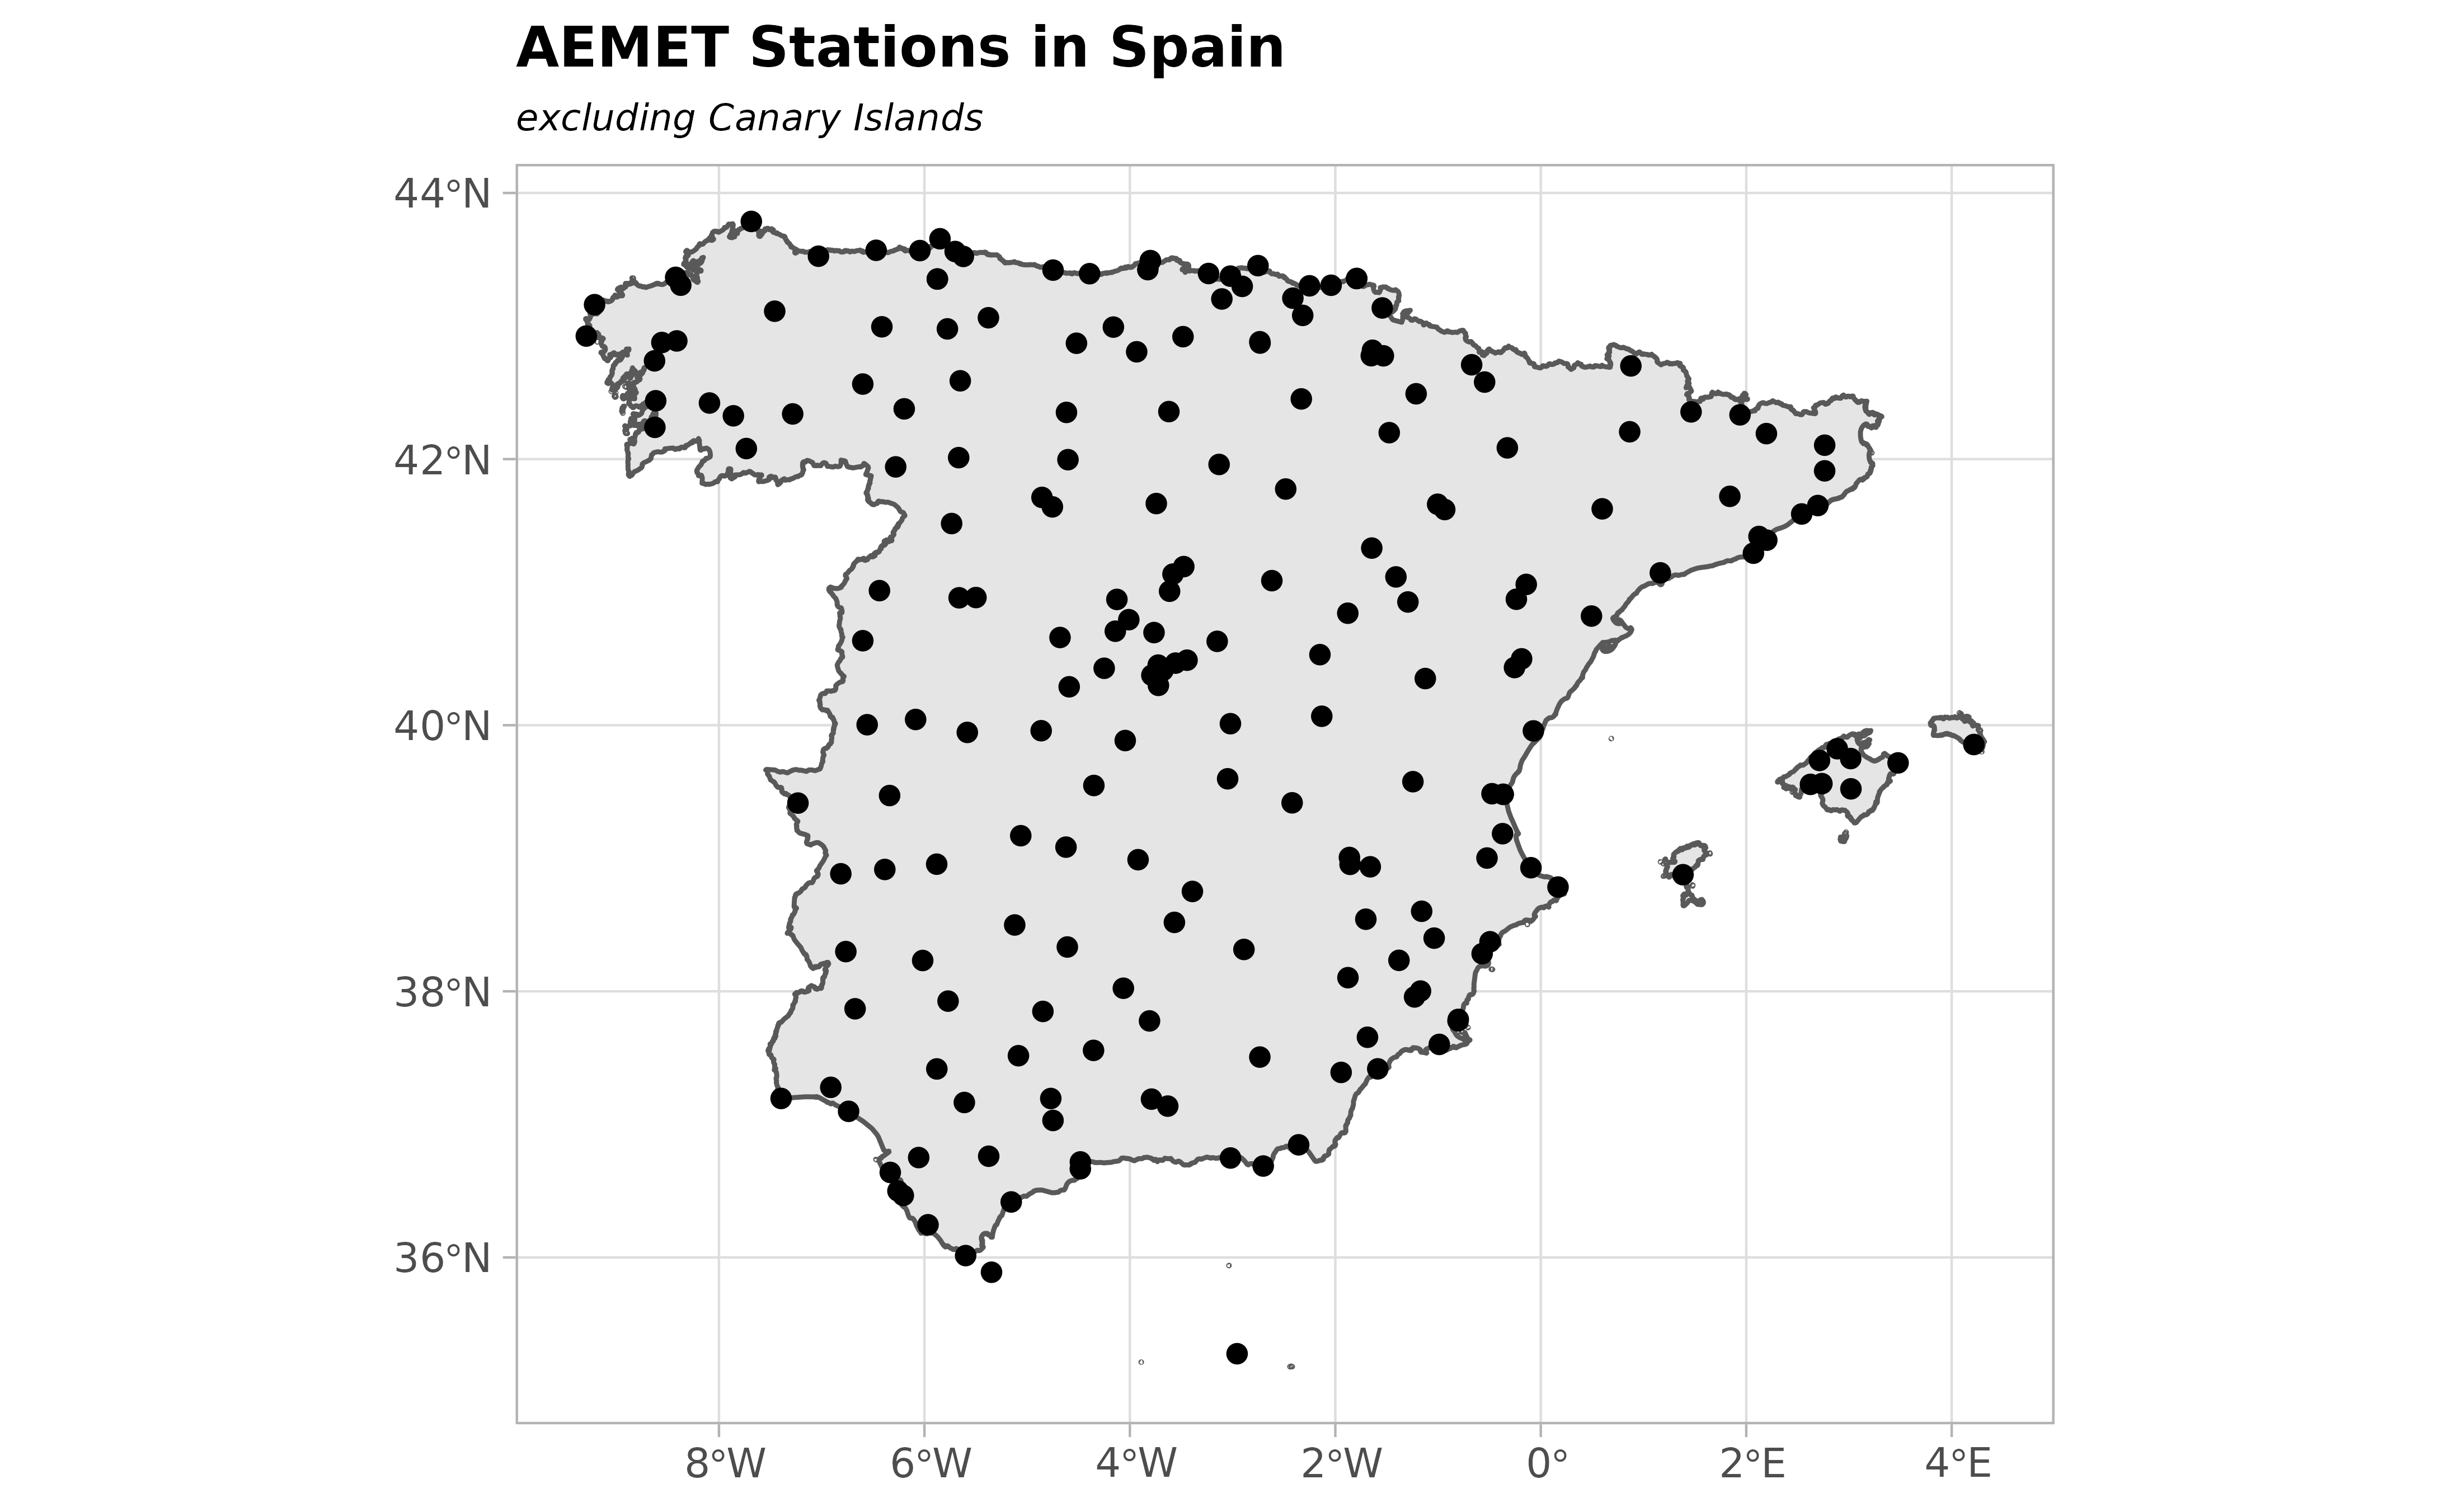 AEMET Stations in Spain
excluding Canary Islands
44°N
42°N
40°N
38°N
36°N
8°W 6°W 4°W 2°W 0° 2°E 4°E